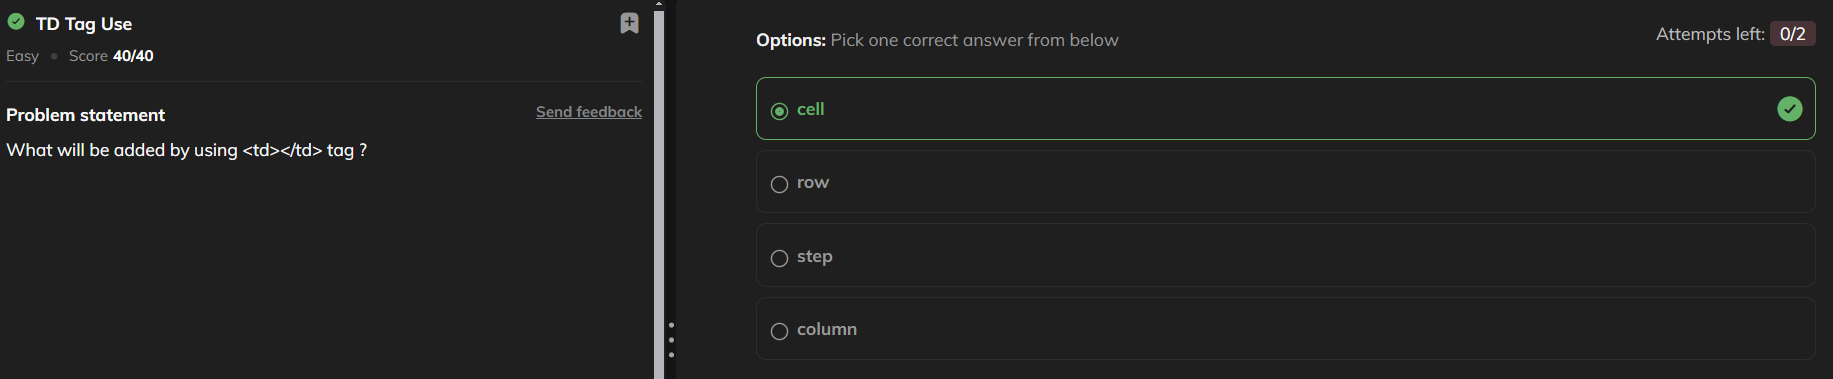 TD Tag Use
Easy • Score 40/40
Problem statement
Send feedback
What will be added by using <td></td> tag ?
Options: Pick one correct answer from below
Attempts left: 0/2
cell
row
step
column